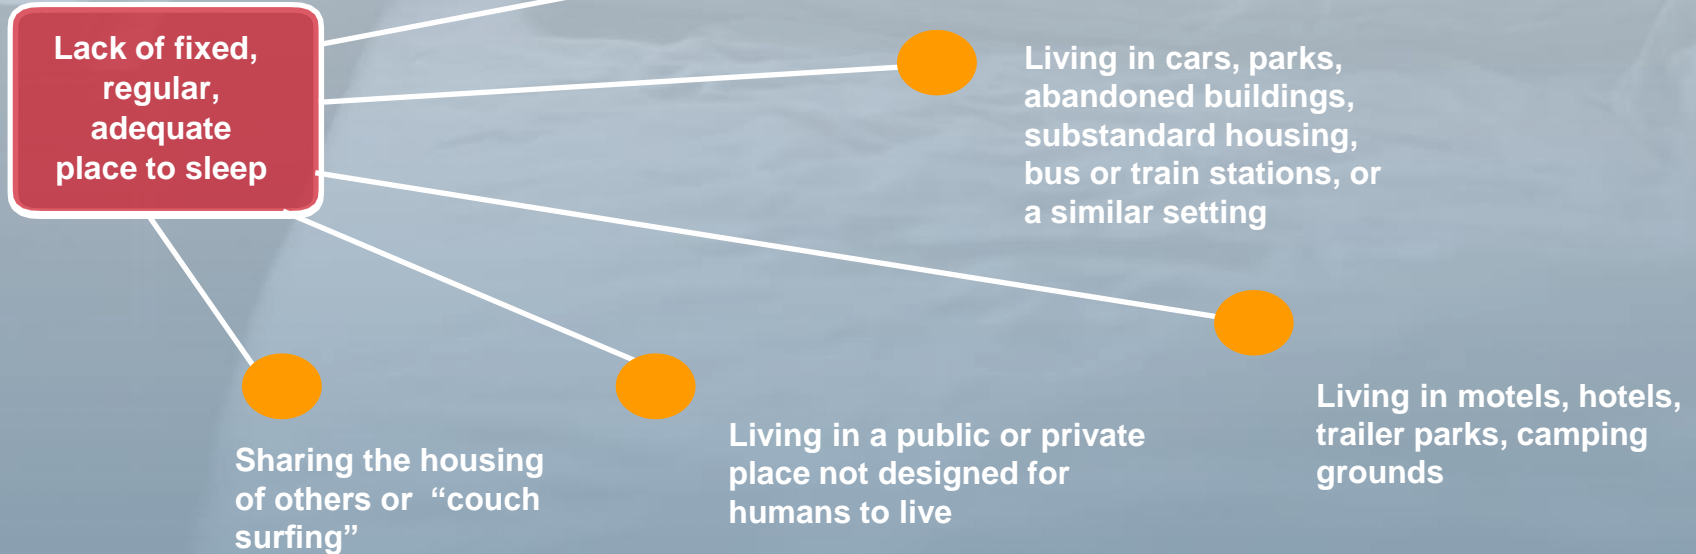 Lack of fixed,
regular,
adequate
place to sleep
Living in cars, parks,
abandoned buildings,
substandard housing,
bus or train stations, or
a similar setting
Living in motels, hotels,
trailer parks, camping
grounds
Living in a public or private
place not designed for
humans to live
Sharing the housing
of others or “couch
surfing”